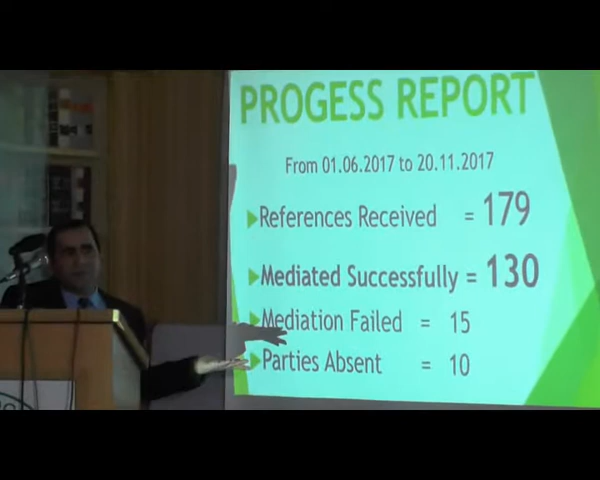 PROGESS REPORT
From 01.06.2017 to 20.11.2017
References Received = 179
Mediated Successfully = 130
Mediation Failed = 15
Parties Absent = 10